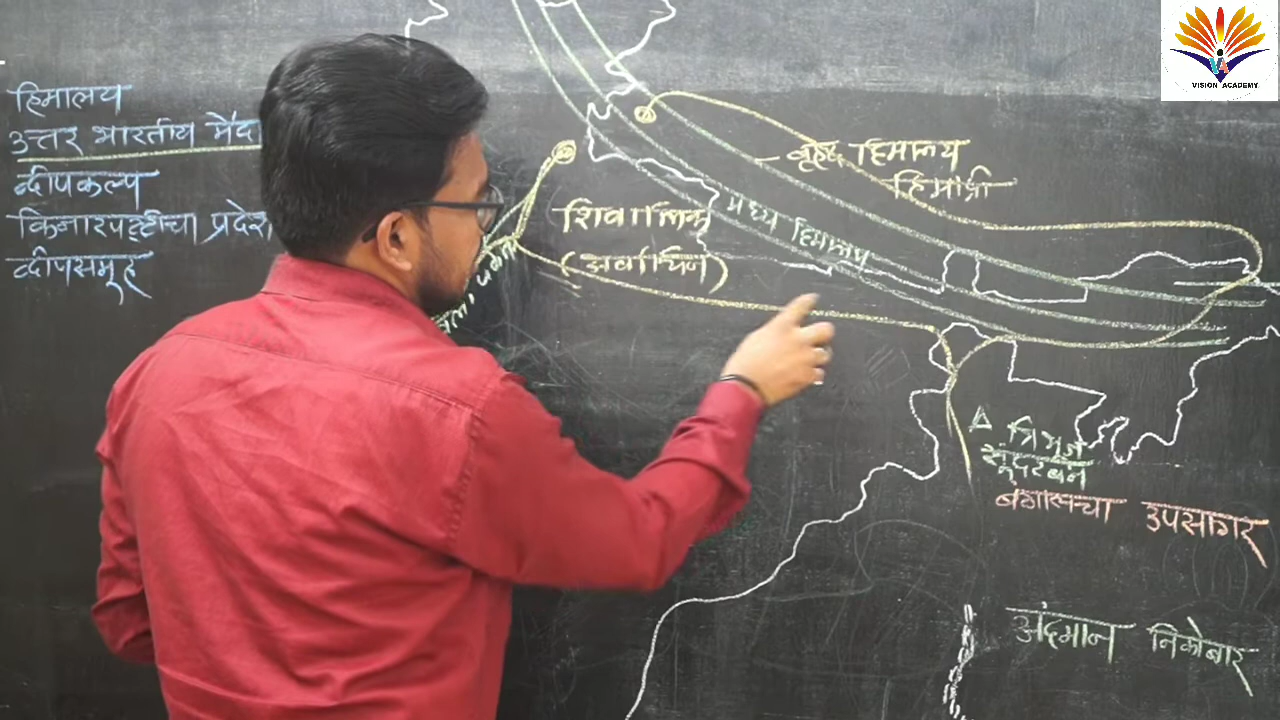 हिमालय
उत्तर भारतीय मैदा
द्वीपकल्प
किनारपट्टीचा प्रदेश
द्वीपसमूह
VISION ACADEMY
बृहद हिमालय
हिमाद्री
शिवालिक
मध्य हिमालय
त्रिभूज
सुंदरबन
बंगालचा उपसागर
अंदमान निकोबार